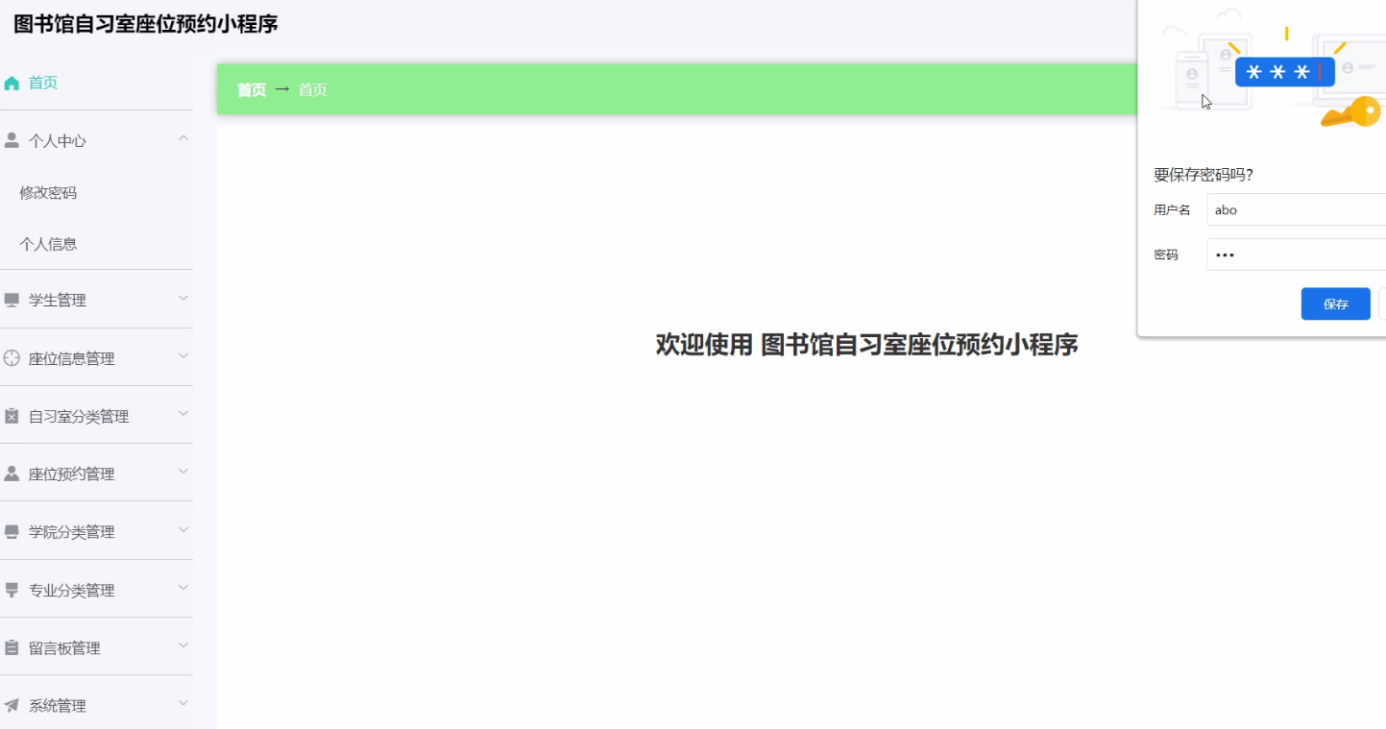 图书馆自习室座位预约小程序
首页
个人中心
修改密码
个人信息
学生管理
座位信息管理
自习室分类管理
座位预约管理
学院分类管理
专业分类管理
留言板管理
系统管理
首页 → 首页
欢迎使用 图书馆自习室座位预约小程序
***
要保存密码吗?
用户名 abo
密码 •••
保存